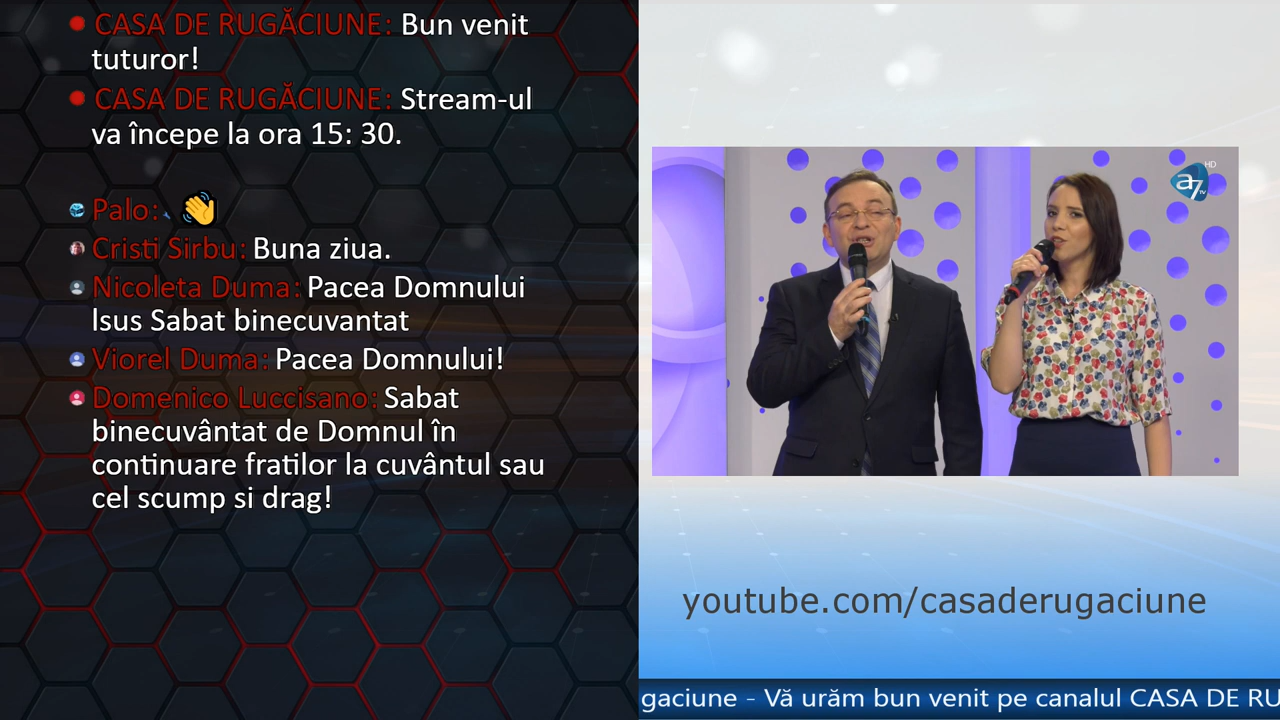 CASA DE RUGĂCIUNE: Bun venit
tuturor!
CASA DE RUGĂCIUNE: Stream-ul
va începe la ora 15: 30.
Palo: 👋
Cristi Sirbu: Buna ziua.
Nicoleta Duma: Pacea Domnului
Isus Sabat binecuvantat
Viorel Duma: Pacea Domnului!
Domenico Luccisano: Sabat
binecuvântat de Domnul în
continuare fratilor la cuvântul sau
cel scump si drag!
HD
a7 tv
youtube.com/casaderugaciune
gaciune - Vă urăm bun venit pe canalul CASA DE RU